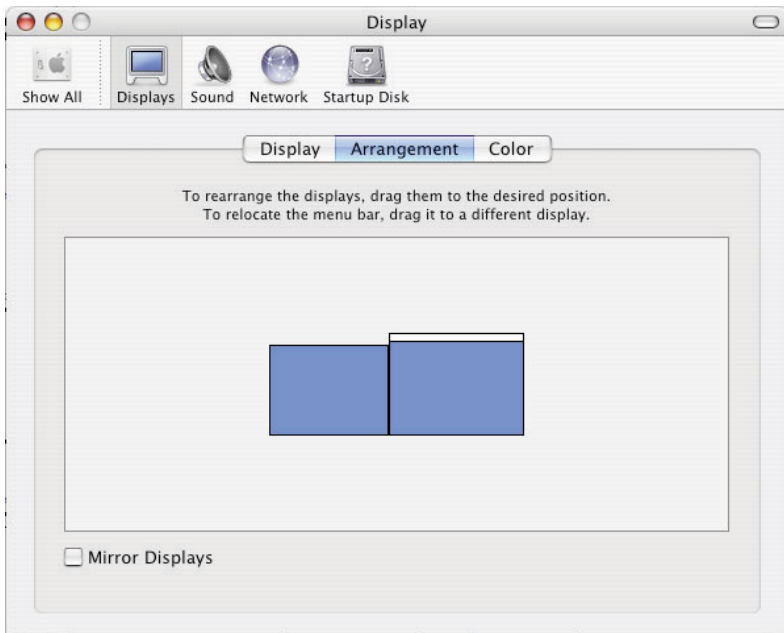 Display
Show All
Displays
Sound
Network
Startup Disk
Display
Arrangement
Color
To rearrange the displays, drag them to the desired position.
To relocate the menu bar, drag it to a different display.
Mirror Displays